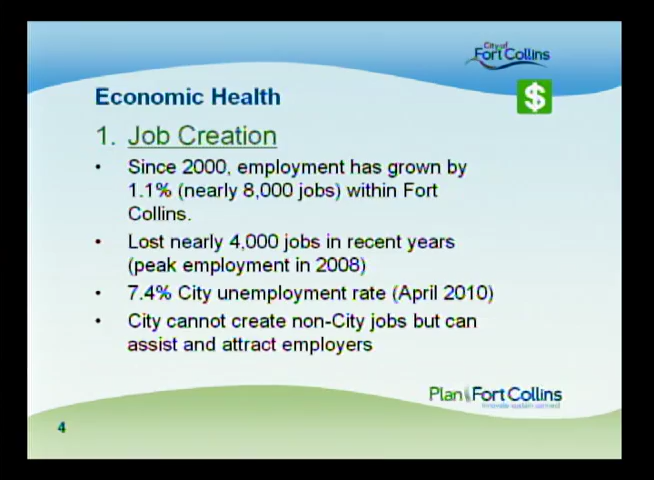 City of
Fort Collins
Economic Health
$
1. Job Creation
• Since 2000, employment has grown by
1.1% (nearly 8,000 jobs) within Fort
Collins.
• Lost nearly 4,000 jobs in recent years
(peak employment in 2008)
• 7.4% City unemployment rate (April 2010)
• City cannot create non-City jobs but can
assist and attract employers
Plan Fort Collins
4